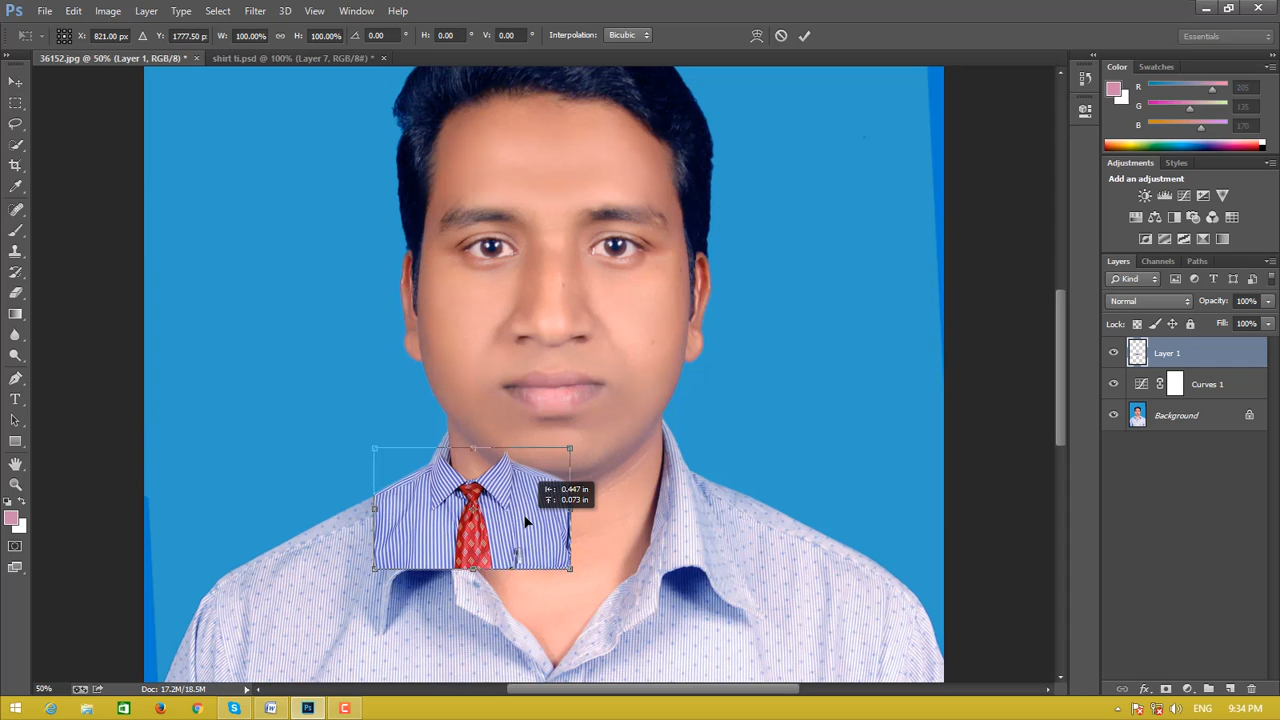 Ps File Edit Image Layer Type Select Filter 3D View Window Help
X: 821.00 px Y: 1777.50 px W: 100.00% H: 100.00% 0.00 ° H: 0.00 ° V: 0.00 ° Interpolation: Bicubic Essentials
36152.jpg @ 50% (Layer 1, RGB/8) * × shirt ti.psd @ 100% (Layer 7, RGB/8#) * ×
Color Swatches
R 205
G 135
B 170
Adjustments Styles
Add an adjustment
Layers Channels Paths
Kind
Normal Opacity: 100%
Lock: Fill: 100%
Layer 1
Curves 1
Background
0.447 in
0.073 in
50% Doc: 17.2M/18.5M
ENG 9:34 PM